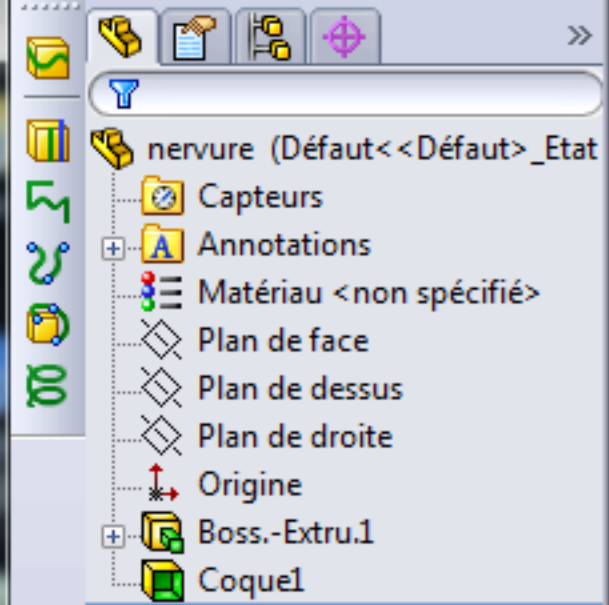 nervure (Défaut<<Défaut>_Etat
Capteurs
Annotations
Matériau <non spécifié>
Plan de face
Plan de dessus
Plan de droite
Origine
Boss.-Extru.1
Coque1